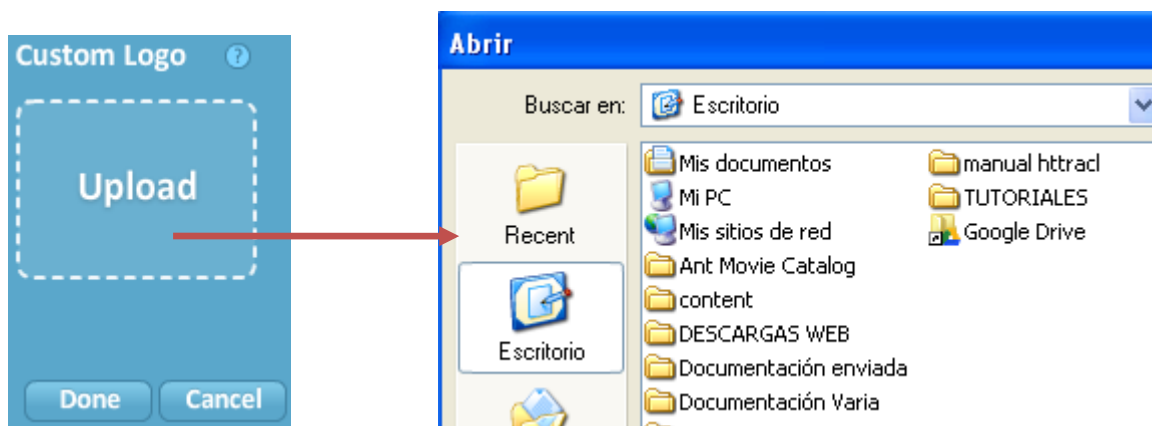 Custom Logo ?
Upload
Done Cancel
Abrir
Buscar en: Escritorio
Recent
Escritorio
Mis documentos
Mi PC
Mis sitios de red
Ant Movie Catalog
content
DESCARGAS WEB
Documentación enviada
Documentación Varia
manual httracl
TUTORIALES
Google Drive